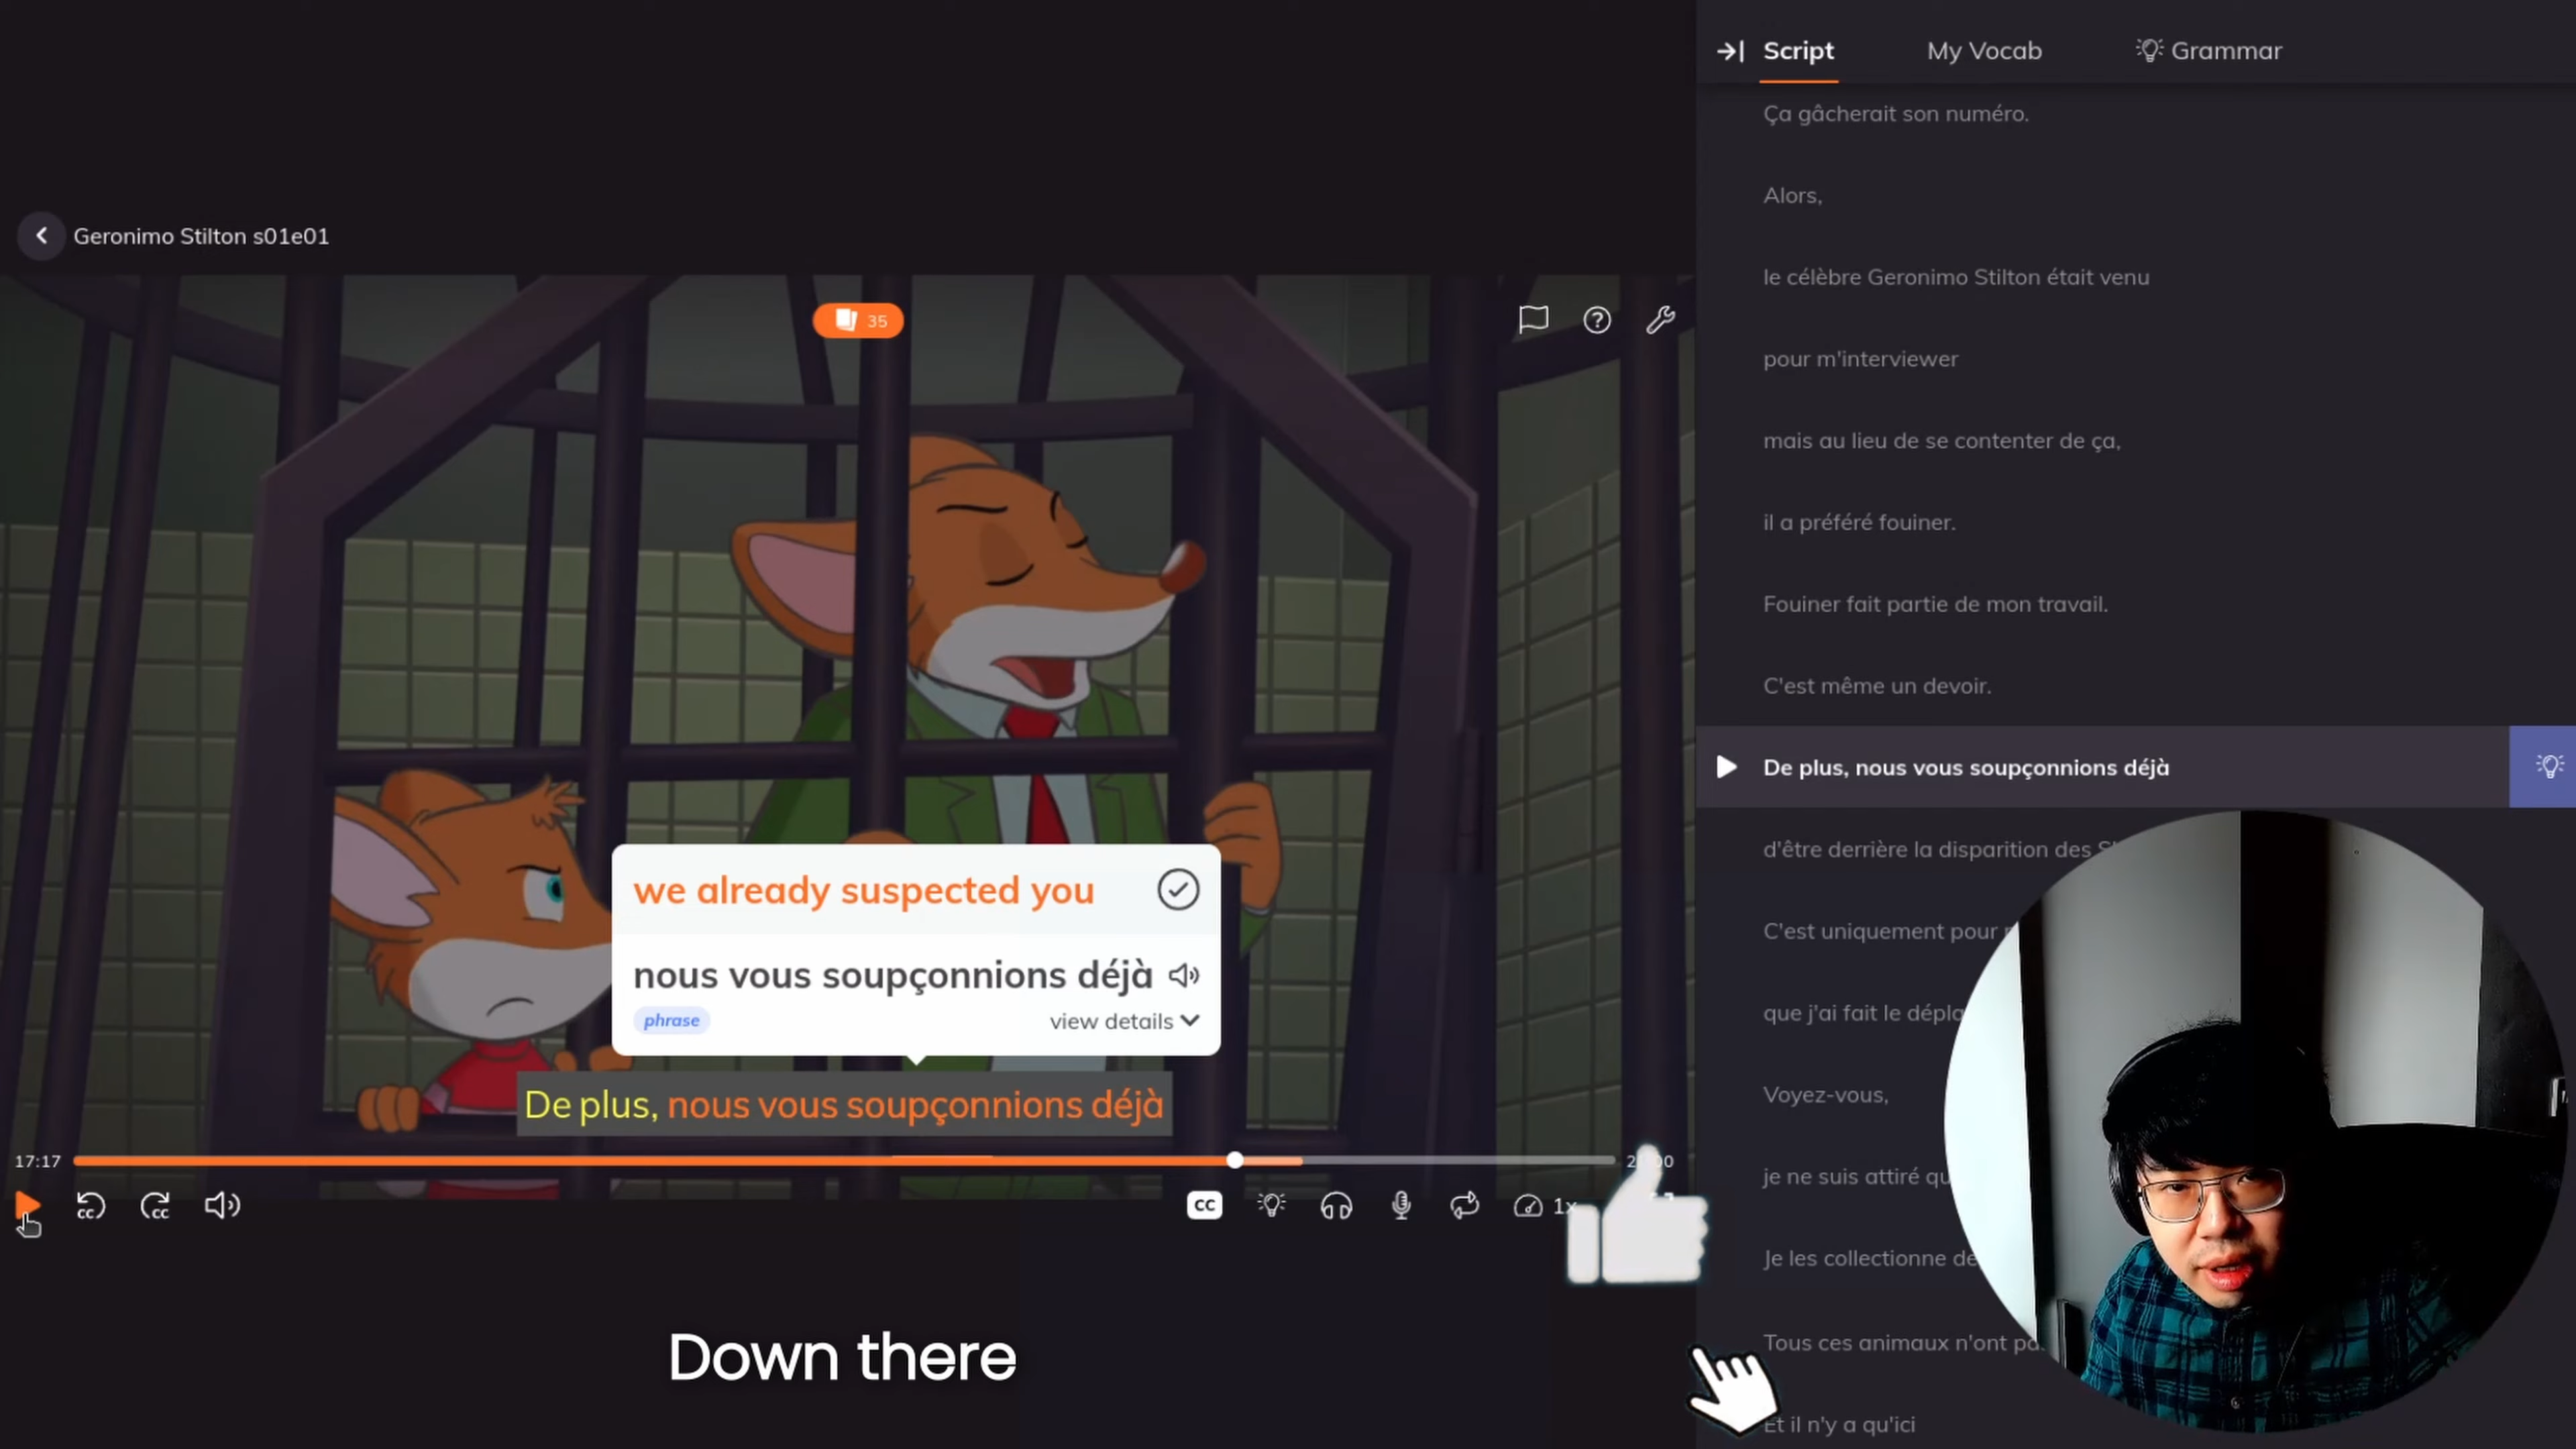 Script
My Vocab
Grammar
Geronimo Stilton s01e01
35
we already suspected you
nous vous soupçonnions déjà
phrase
view details
De plus, nous vous soupçonnions déjà
17:17
CC
CC
CC
1x
Down there
Ça gâcherait son numéro.
Alors,
le célèbre Geronimo Stilton était venu
pour m'interviewer
mais au lieu de se contenter de ça,
il a préféré fouiner.
Fouiner fait partie de mon travail.
C'est même un devoir.
De plus, nous vous soupçonnions déjà
d'être derrière la disparition des
C'est uniquement pour
que j'ai fait le
Voyez-vous,
je ne suis attiré
Je les collectionne
Tous ces animaux n'ont
Et il n'y a qu'ici